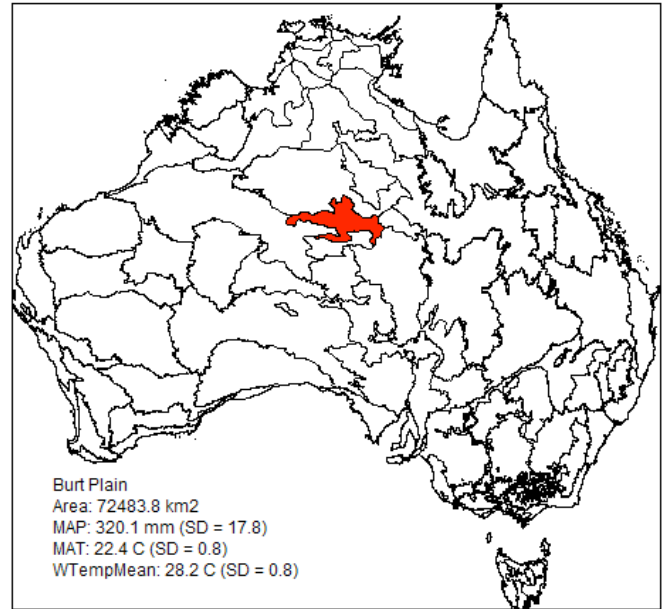 Burt Plain
Area: 72483.8 km2
MAP: 320.1 mm (SD = 17.8)
MAT: 22.4 C (SD = 0.8)
WTempMean: 28.2 C (SD = 0.8)